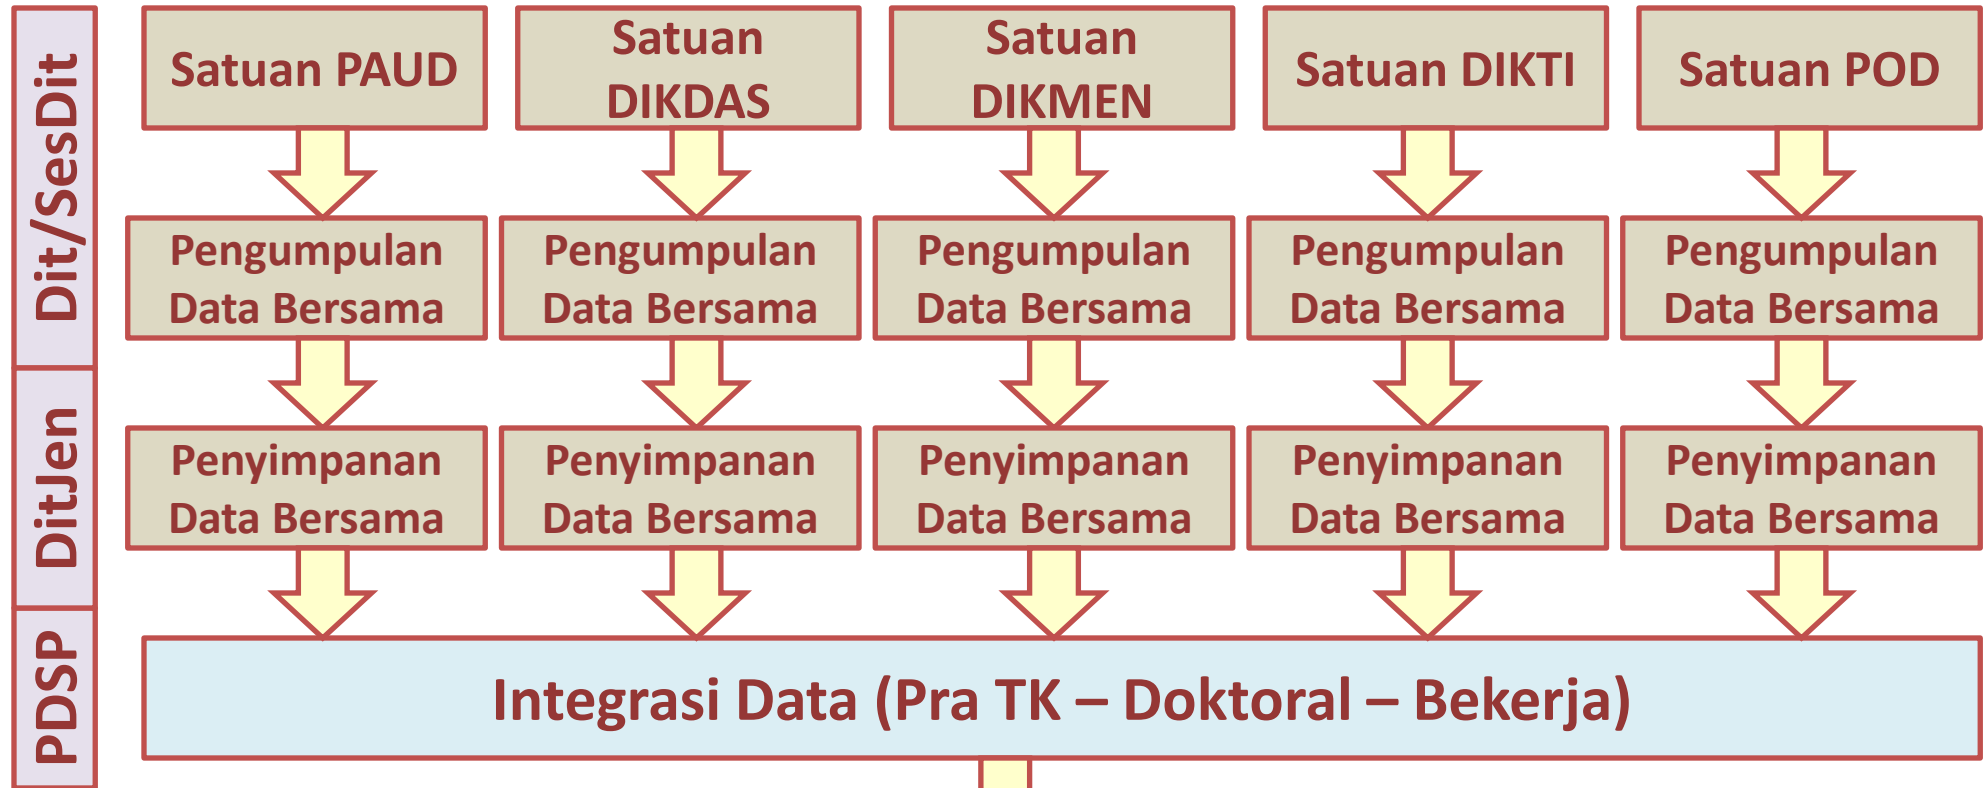 Dit/SesDit
Satuan PAUD
Satuan
DIKDAS
Satuan
DIKMEN
Satuan DIKTI
Satuan POD
Pengumpulan
Data Bersama
Pengumpulan
Data Bersama
Pengumpulan
Data Bersama
Pengumpulan
Data Bersama
Pengumpulan
Data Bersama
DitJen
Penyimpanan
Data Bersama
Penyimpanan
Data Bersama
Penyimpanan
Data Bersama
Penyimpanan
Data Bersama
Penyimpanan
Data Bersama
PDSP
Integrasi Data (Pra TK – Doktoral – Bekerja)